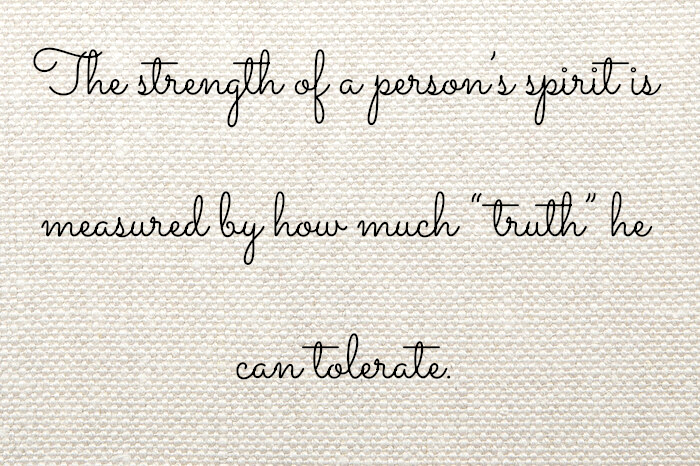 The strength of a person's spirit is
measured by how much “truth” he
can tolerate.